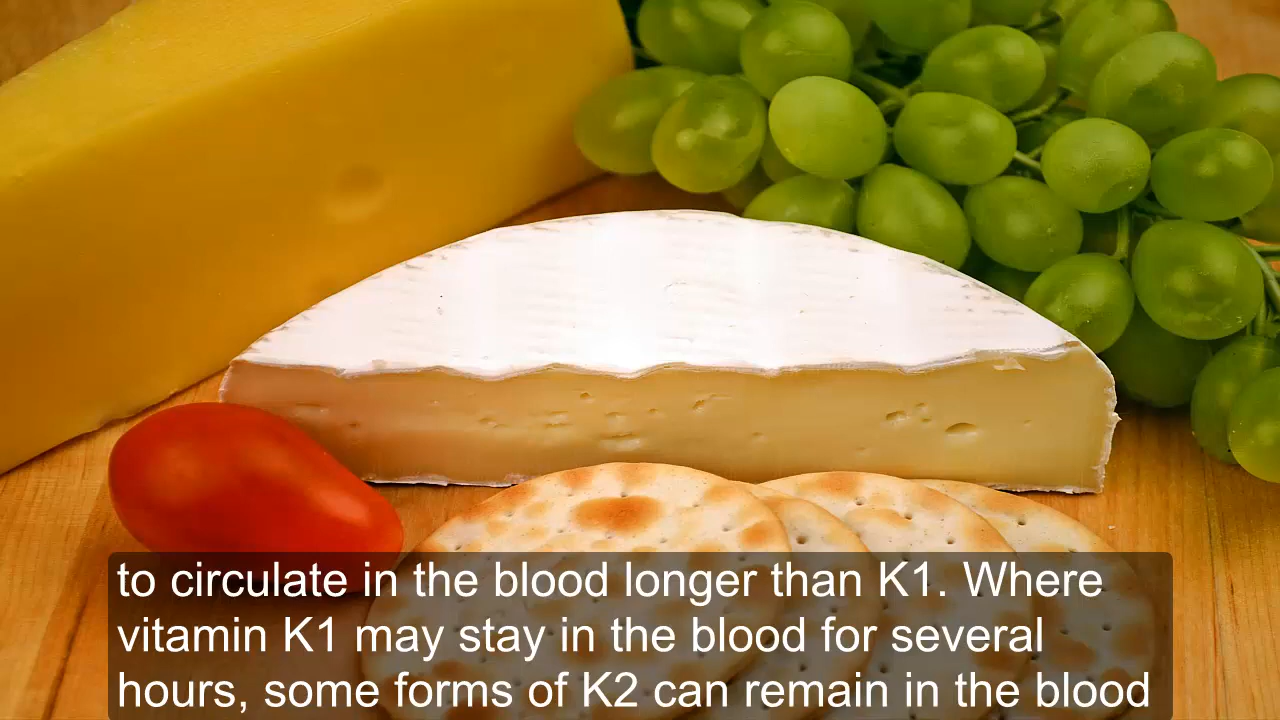 to circulate in the blood longer than K1. Where
vitamin K1 may stay in the blood for several
hours, some forms of K2 can remain in the blood